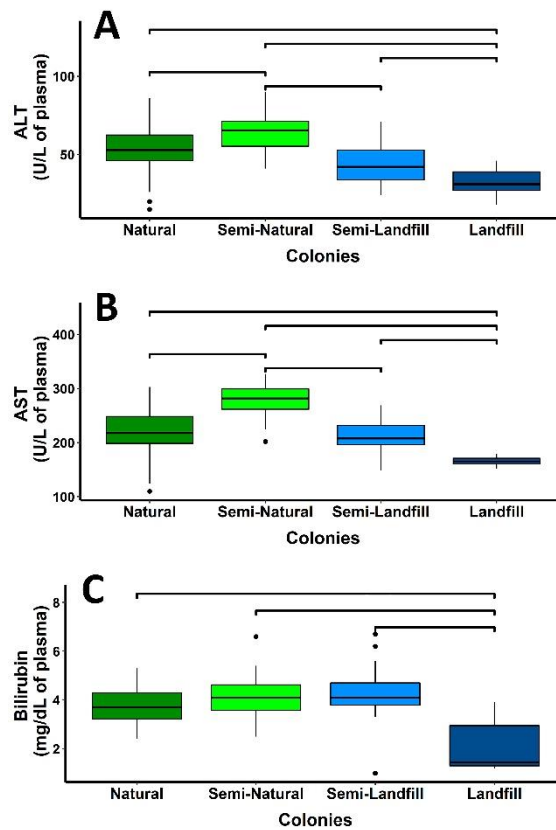 A
ALT
(U/L of plasma)
100
50
Natural Semi-Natural Semi-Landfill Landfill
Colonies
B
AST
(U/L of plasma)
400
300
200
100
Natural Semi-Natural Semi-Landfill Landfill
Colonies
C
Bilirubin
(mg/dL of plasma)
8
6
4
2
Natural Semi-Natural Semi-Landfill Landfill
Colonies